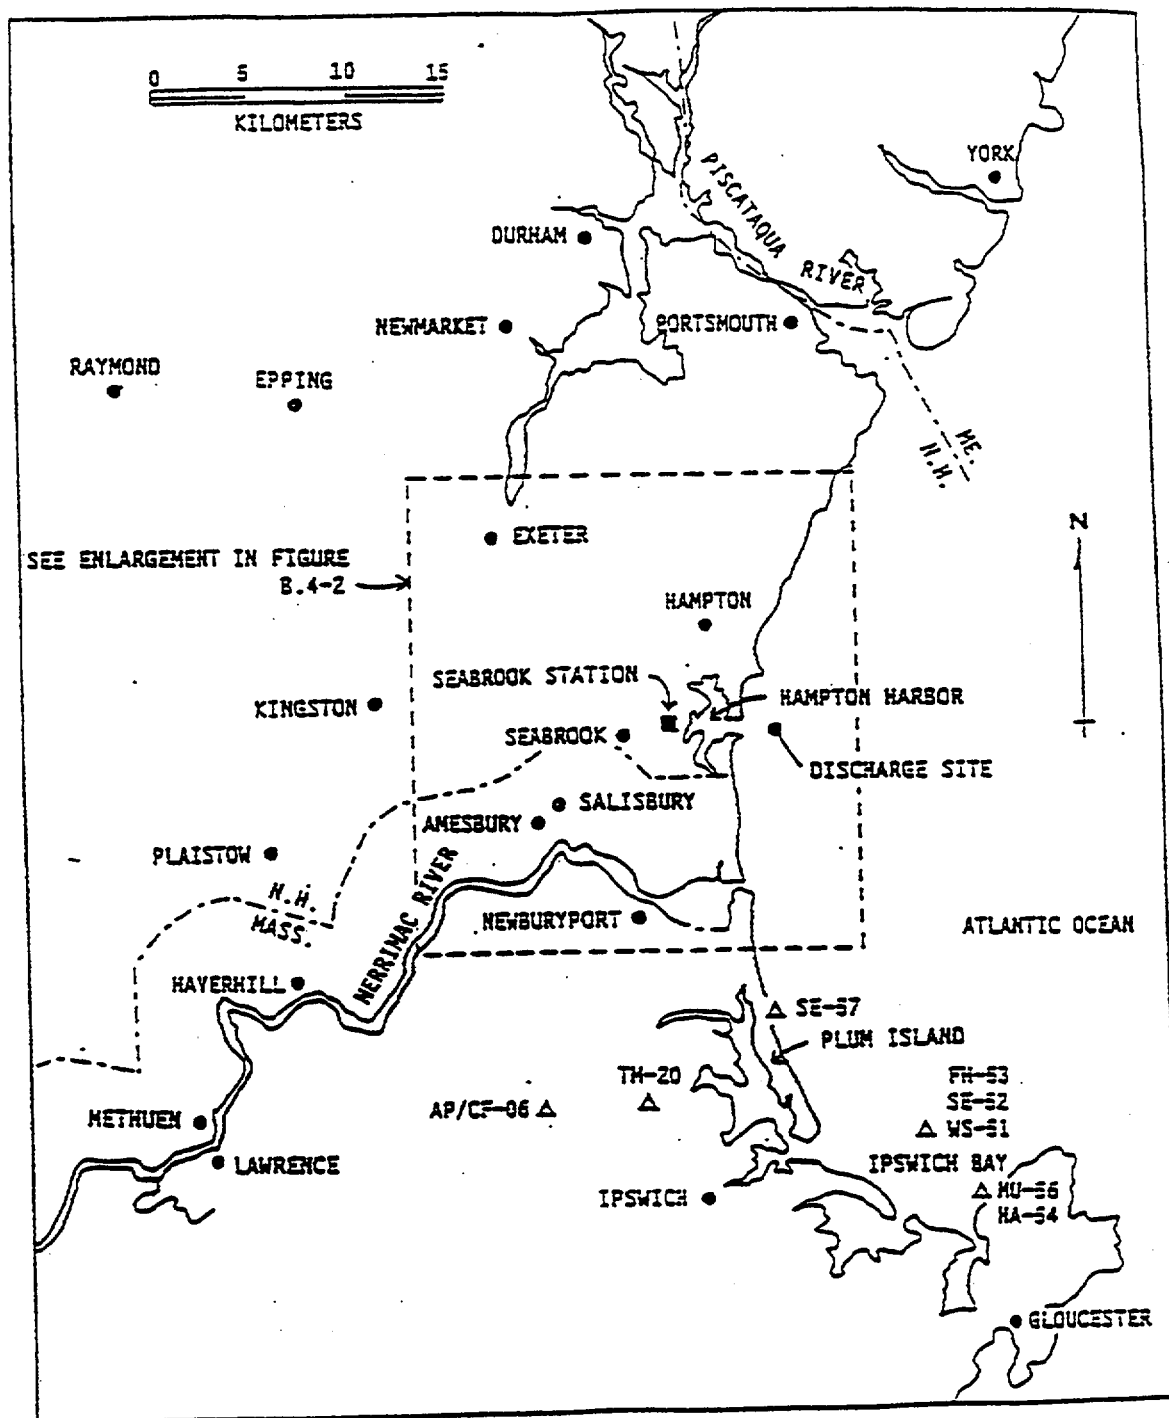 0 5 10 15
KILOMETERS
YORK
PISCATAQUA
RIVER
DURHAM
NEWMARKET
PORTSMOUTH
RAYMOND
EPPING
ME.
N.H.
N
EXETER
SEE ENLARGEMENT IN FIGURE
B.4-2
HAMPTON
SEABROOK STATION
HAMPTON HARBOR
KINGSTON
SEABROOK
DISCHARGE SITE
SALISBURY
AMESBURY
PLAISTOW
N.H.
MASS.
MERRIMAC RIVER
NEWBURYPORT
ATLANTIC OCEAN
HAVERHILL
SE-57
PLUM ISLAND
TM-20
FH-53
SE-52
WS-51
AP/CF-06
METHUEN
LAWRENCE
IPSWICH BAY
IPSWICH
MU-56
HA-54
GLOUCESTER